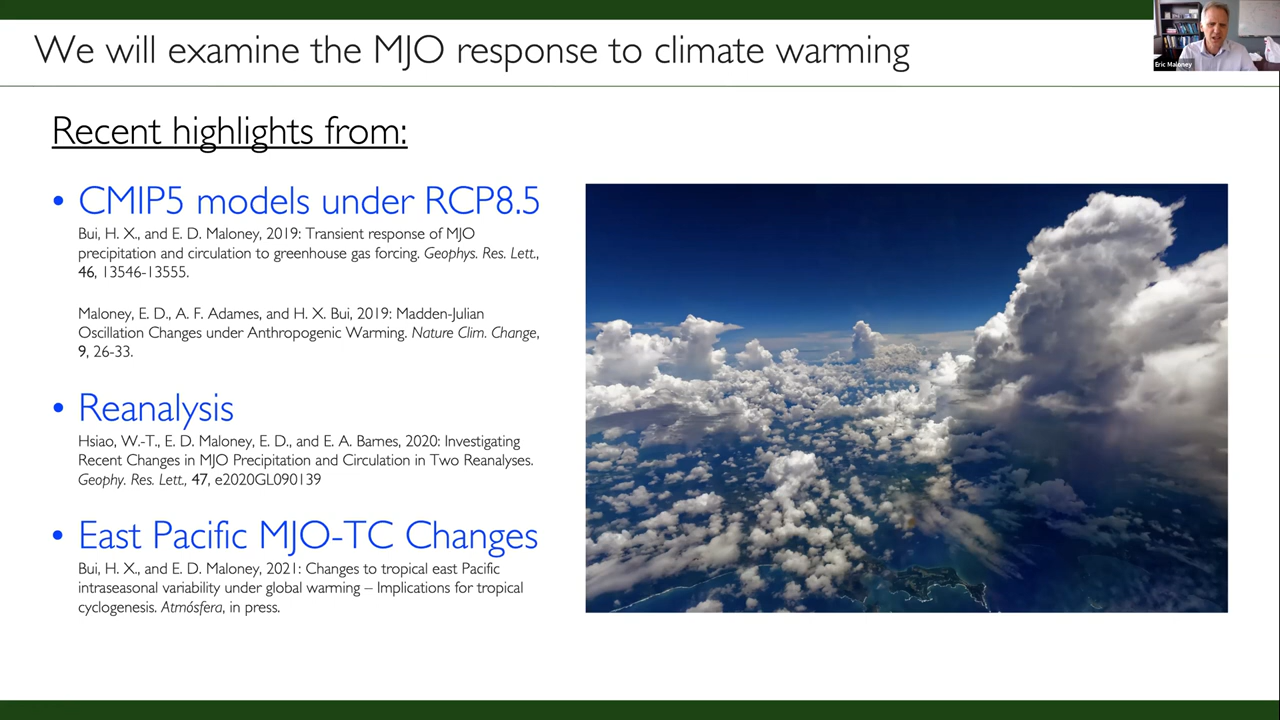 We will examine the MJO response to climate warming
Eric Maloney
Recent highlights from:
• CMIP5 models under RCP8.5
Bui, H. X., and E. D. Maloney, 2019: Transient response of MJO
precipitation and circulation to greenhouse gas forcing. Geophys. Res. Lett.,
46, 13546-13555.
Maloney, E. D., A. F. Adames, and H. X. Bui, 2019: Madden-Julian
Oscillation Changes under Anthropogenic Warming. Nature Clim. Change,
9, 26-33.
• Reanalysis
Hsiao, W.-T., E. D. Maloney, E. D., and E. A. Barnes, 2020: Investigating
Recent Changes in MJO Precipitation and Circulation in Two Reanalyses.
Geophy. Res. Lett., 47, e2020GL090139
• East Pacific MJO-TC Changes
Bui, H. X., and E. D. Maloney, 2021: Changes to tropical east Pacific
intraseasonal variability under global warming – Implications for tropical
cyclogenesis. Atmósfera, in press.